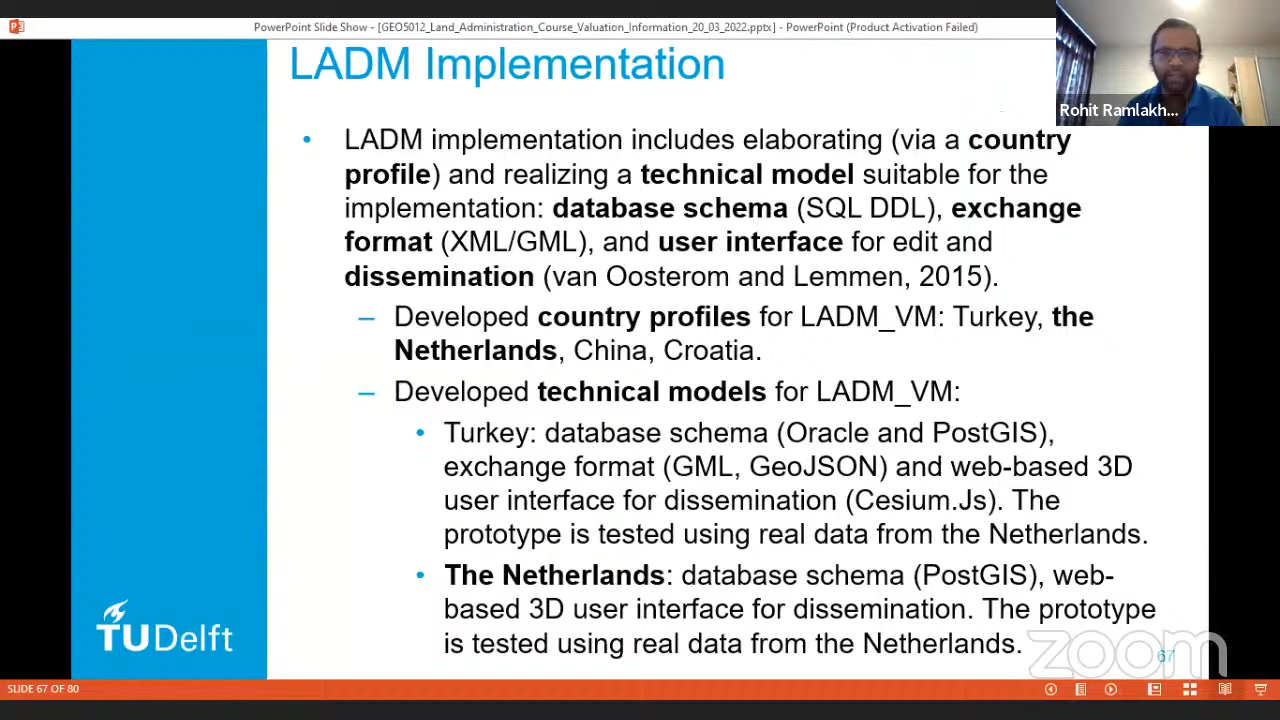 PowerPoint Slide Show - [GEO5012_Land_Administration_Course_Valuation_Information_20_03_2022.pptx] - PowerPoint (Product Activation Failed)
LADM Implementation
Rohit Ramlakh...
• LADM implementation includes elaborating (via a country
profile) and realizing a technical model suitable for the
implementation: database schema (SQL DDL), exchange
format (XML/GML), and user interface for edit and
dissemination (van Oosterom and Lemmen, 2015).
– Developed country profiles for LADM_VM: Turkey, the
Netherlands, China, Croatia.
– Developed technical models for LADM_VM:
• Turkey: database schema (Oracle and PostGIS),
exchange format (GML, GeoJSON) and web-based 3D
user interface for dissemination (Cesium.Js). The
prototype is tested using real data from the Netherlands.
• The Netherlands: database schema (PostGIS), web-
based 3D user interface for dissemination. The prototype
is tested using real data from the Netherlands.
TUDelft
zoom
67
SLIDE 67 OF 80